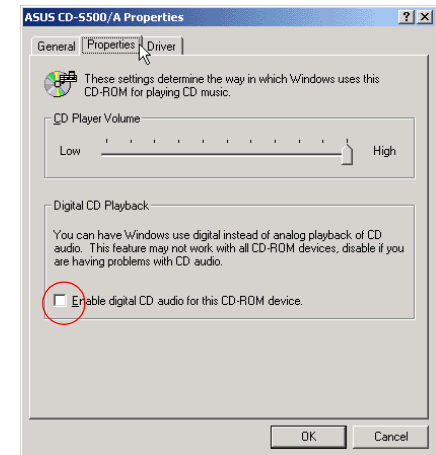 ASUS CD-S500/A Properties
General Properties Driver
These settings determine the way in which Windows uses this
CD-ROM for playing CD music.
CD Player Volume
Low High
Digital CD Playback
You can have Windows use digital instead of analog playback of CD
audio. This feature may not work with all CD-ROM devices, disable if you
are having problems with CD audio.
Enable digital CD audio for this CD-ROM device.
OK Cancel